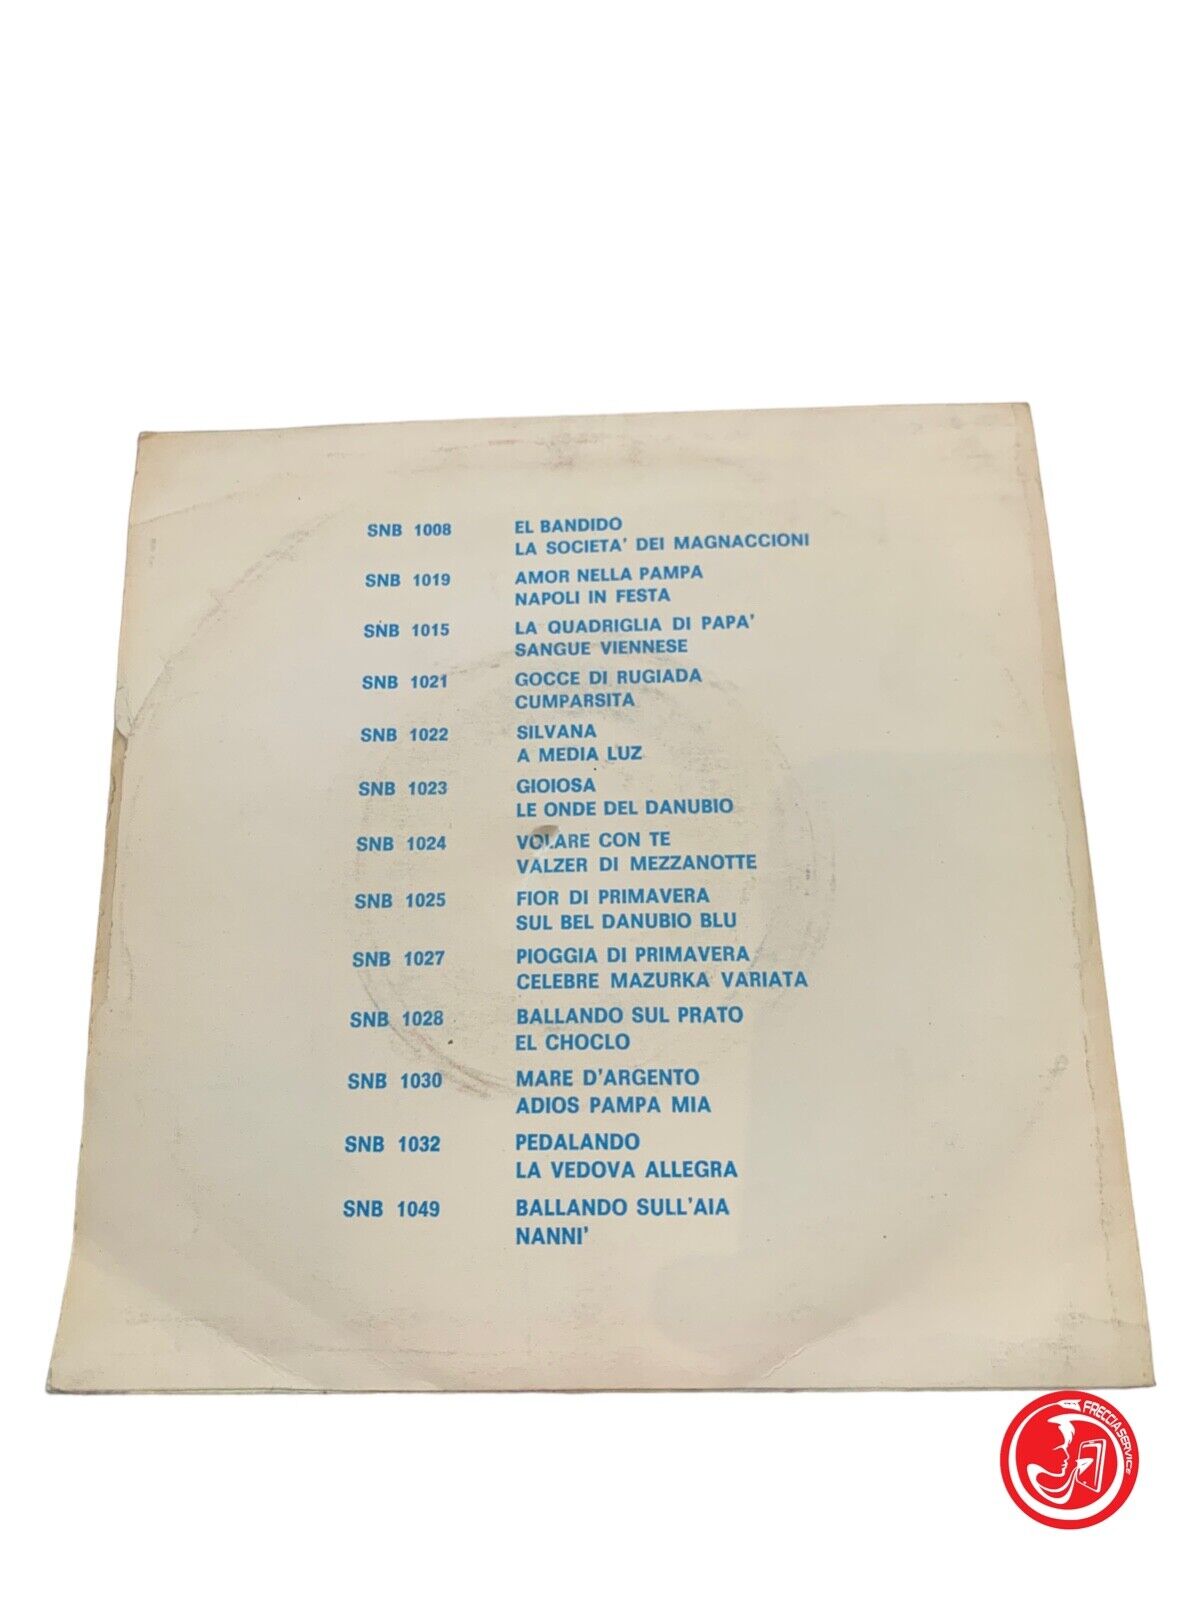 SNB 1008 EL BANDIDO
LA SOCIETA' DEI MAGNACCIONI
SNB 1019 AMOR NELLA PAMPA
NAPOLI IN FESTA
SNB 1015 LA QUADRIGLIA DI PAPA'
SANGUE VIENNESE
SNB 1021 GOCCE DI RUGIADA
CUMPARSITA
SNB 1022 SILVANA
A MEDIA LUZ
SNB 1023 GIOIOSA
LE ONDE DEL DANUBIO
SNB 1024 VOLARE CON TE
VALZER DI MEZZANOTTE
SNB 1025 FIOR DI PRIMAVERA
SUL BEL DANUBIO BLU
SNB 1027 PIOGGIA DI PRIMAVERA
CELEBRE MAZURKA VARIATA
SNB 1028 BALLANDO SUL PRATO
EL CHOCLO
SNB 1030 MARE D'ARGENTO
ADIOS PAMPA MIA
SNB 1032 PEDALANDO
LA VEDOVA ALLEGRA
SNB 1049 BALLANDO SULL'AIA
NANNI'
FRECCIA.SERVICE